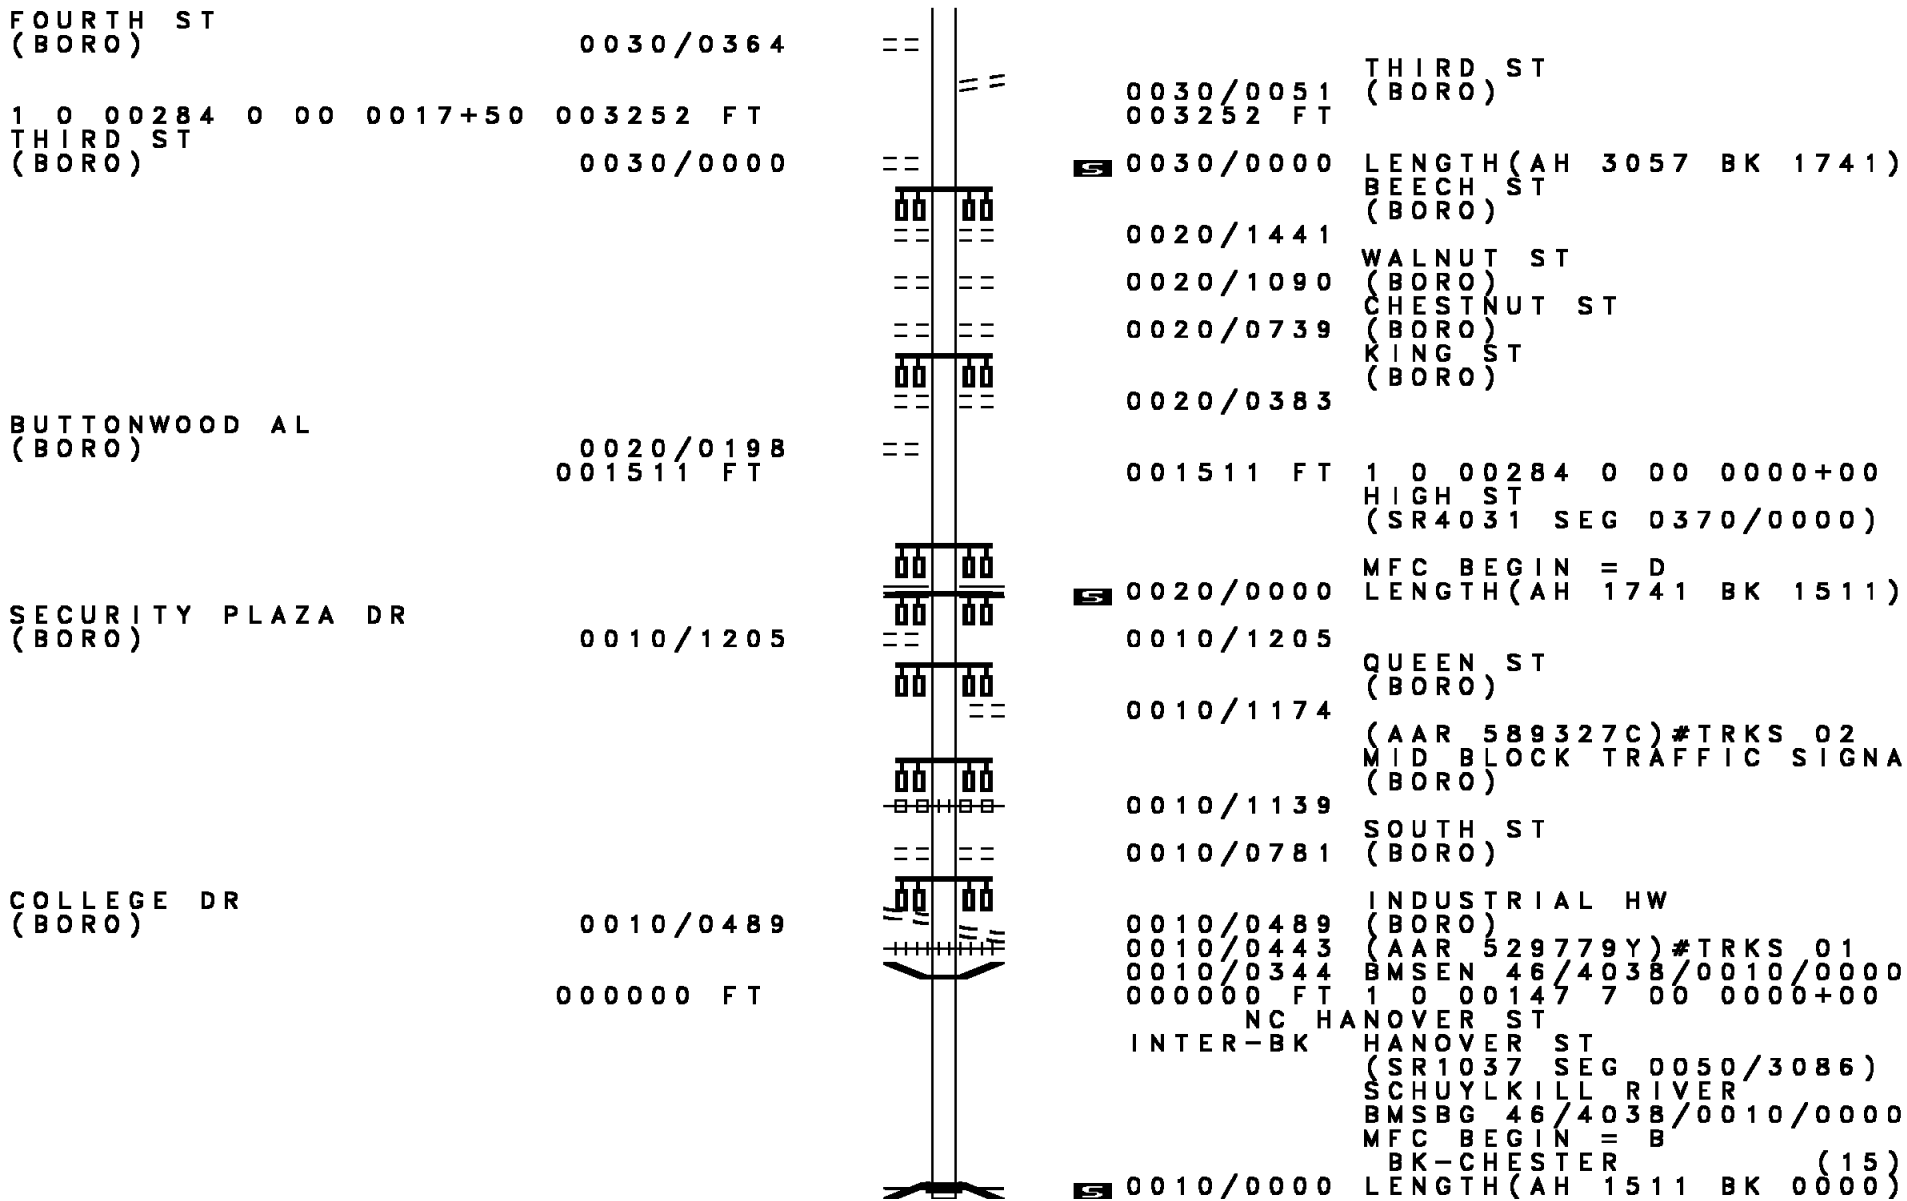 FOURTH ST
(BORO) 0030/0364
THIRD ST
0030/0051 (BORO)
1 0 00284 0 00 0017+50 003252 FT 003252 FT
THIRD ST
(BORO) 0030/0000 S 0030/0000 LENGTH(AH 3057 BK 1741)
BEECH ST
(BORO)
0020/1441
WALNUT ST
0020/1090 (BORO)
CHESTNUT ST
0020/0739 (BORO)
KING ST
(BORO)
0020/0383
BUTTONWOOD AL
(BORO) 0020/0198
001511 FT 001511 FT 1 0 00284 0 00 0000+00
HIGH ST
(SR4031 SEG 0370/0000)
MFC BEGIN = D
S 0020/0000 LENGTH(AH 1741 BK 1511)
SECURITY PLAZA DR
(BORO) 0010/1205 0010/1205
QUEEN ST
(BORO)
0010/1174
(AAR 589327C)#TRKS 02
MID BLOCK TRAFFIC SIGNA
(BORO)
0010/1139
SOUTH ST
0010/0781 (BORO)
COLLEGE DR INDUSTRIAL HW
(BORO) 0010/0489 0010/0489 (BORO)
0010/0443 (AAR 529779Y)#TRKS 01
0010/0344 BMSEN 46/4038/0010/0000
000000 FT 000000 FT 1 0 00147 7 00 0000+00
NC HANOVER ST
INTER-BK HANOVER ST
(SR1037 SEG 0050/3086)
SCHUYLKILL RIVER
BMSBG 46/4038/0010/0000
MFC BEGIN = B
BK-CHESTER (15)
S 0010/0000 LENGTH(AH 1511 BK 0000)